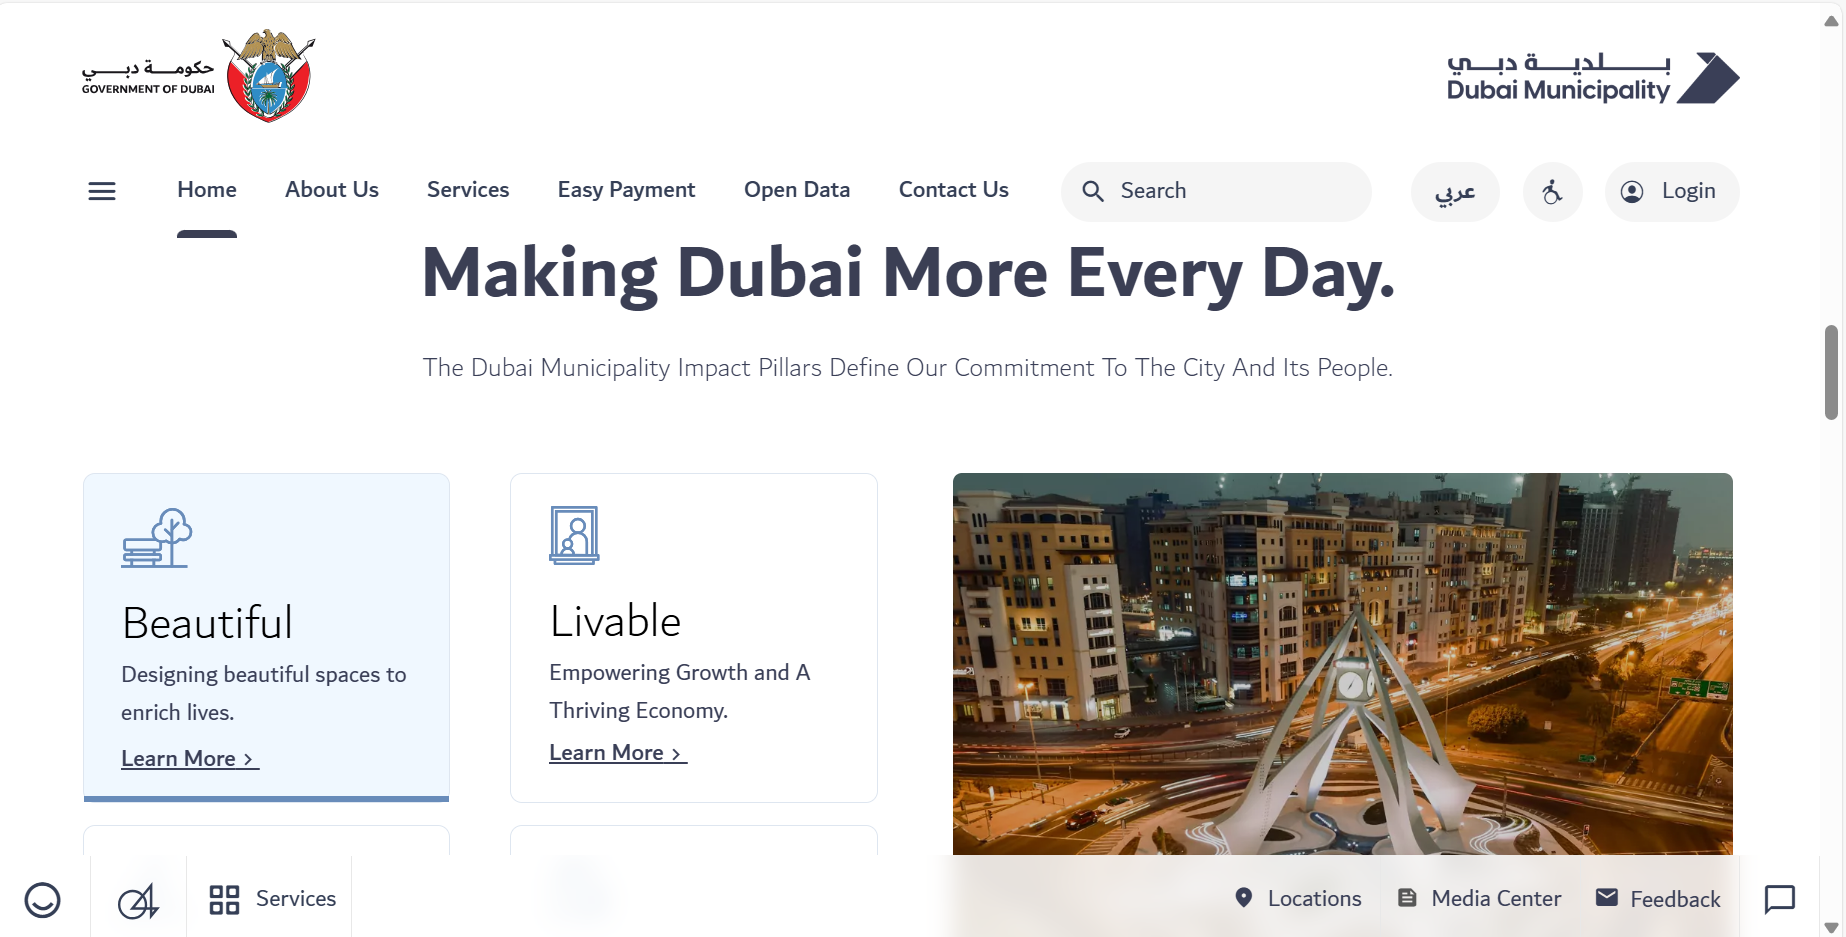 حكومــة دبـــي
GOVERNMENT OF DUBAI
بــــلديــة دبـــي
Dubai Municipality
Home
About Us
Services
Easy Payment
Open Data
Contact Us
Search
عربي
Login
Making Dubai More Every Day.
The Dubai Municipality Impact Pillars Define Our Commitment To The City And Its People.
Beautiful
Designing beautiful spaces to
enrich lives.
Learn More >
Livable
Empowering Growth and A
Thriving Economy.
Learn More >
Services
Locations
Media Center
Feedback